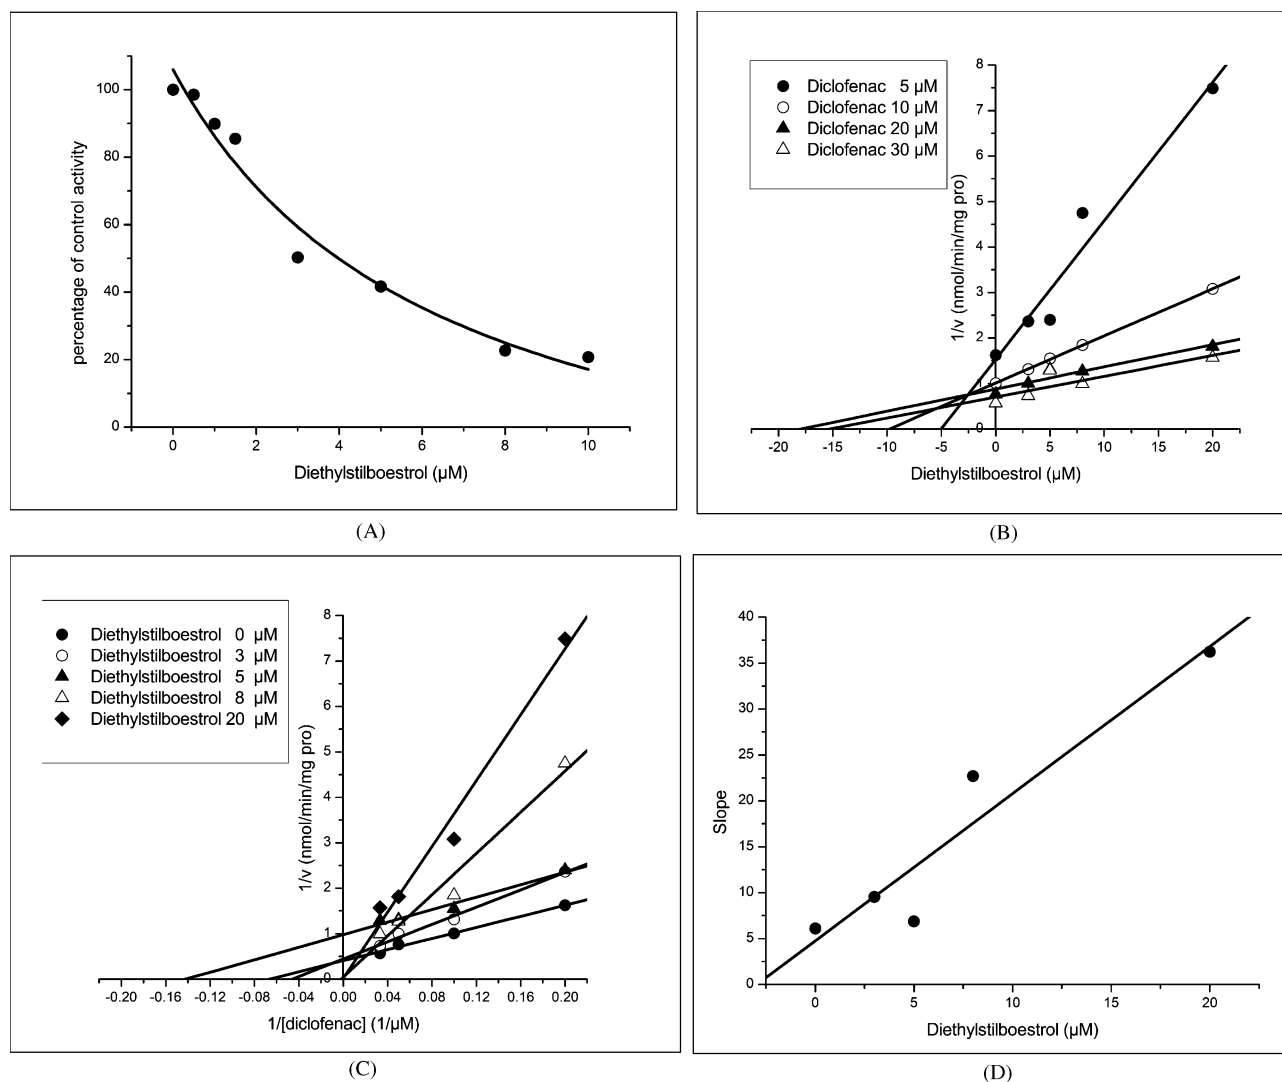 100
80
60
40
20
0
percentage of control activity
0 2 4 6 8 10
Diethylstilboestrol (µM)
(A)
Diclofenac 5 µM
Diclofenac 10 µM
Diclofenac 20 µM
Diclofenac 30 µM
8
7
6
5
4
3
2
1
0
1/v (nmol/min/mg pro)
-20 -15 -10 -5 0 5 10 15 20
Diethylstilboestrol (µM)
(B)
Diethylstilboestrol 0 µM
Diethylstilboestrol 3 µM
Diethylstilboestrol 5 µM
Diethylstilboestrol 8 µM
Diethylstilboestrol 20 µM
8
7
6
5
4
3
2
1
0
1/v (nmol/min/mg pro)
-0.20 -0.16 -0.12 -0.08 -0.04 0.00 0.04 0.08 0.12 0.16 0.20
1/[diclofenac] (1/µM)
(C)
40
35
30
25
20
15
10
5
0
Slope
0 5 10 15 20
Diethylstilboestrol (µM)
(D)